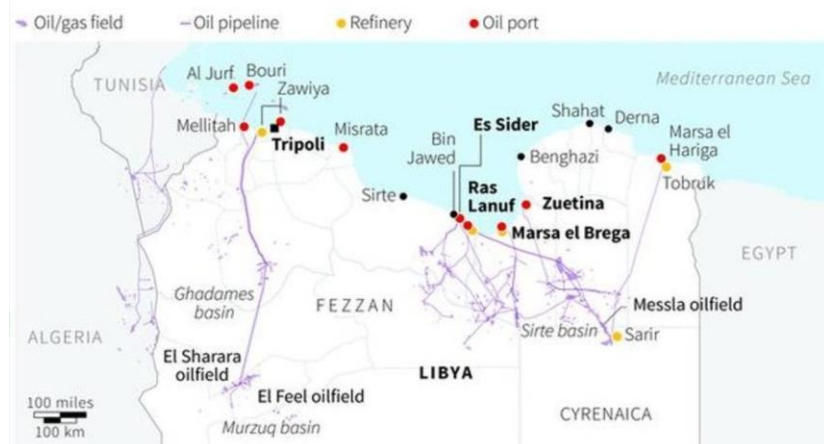 Oil/gas field
Oil pipeline
Refinery
Oil port
TUNISIA
Al Jurf
Bouri
Zawiya
Mediterranean Sea
Mellitah
Tripoli
Misrata
Es Sider
Bin
Jawed
Shahat
Derna
Marsa el
Hariga
Benghazi
Tobruk
Sirte
Ras
Lanuf
Zuetina
Marsa el Brega
EGYPT
Ghadames
basin
FEZZAN
Messla oilfield
Sirte basin
Sarir
ALGERIA
El Sharara
oilfield
El Feel oilfield
LIBYA
CYRENAICA
Murzuq basin
100 miles
100 km